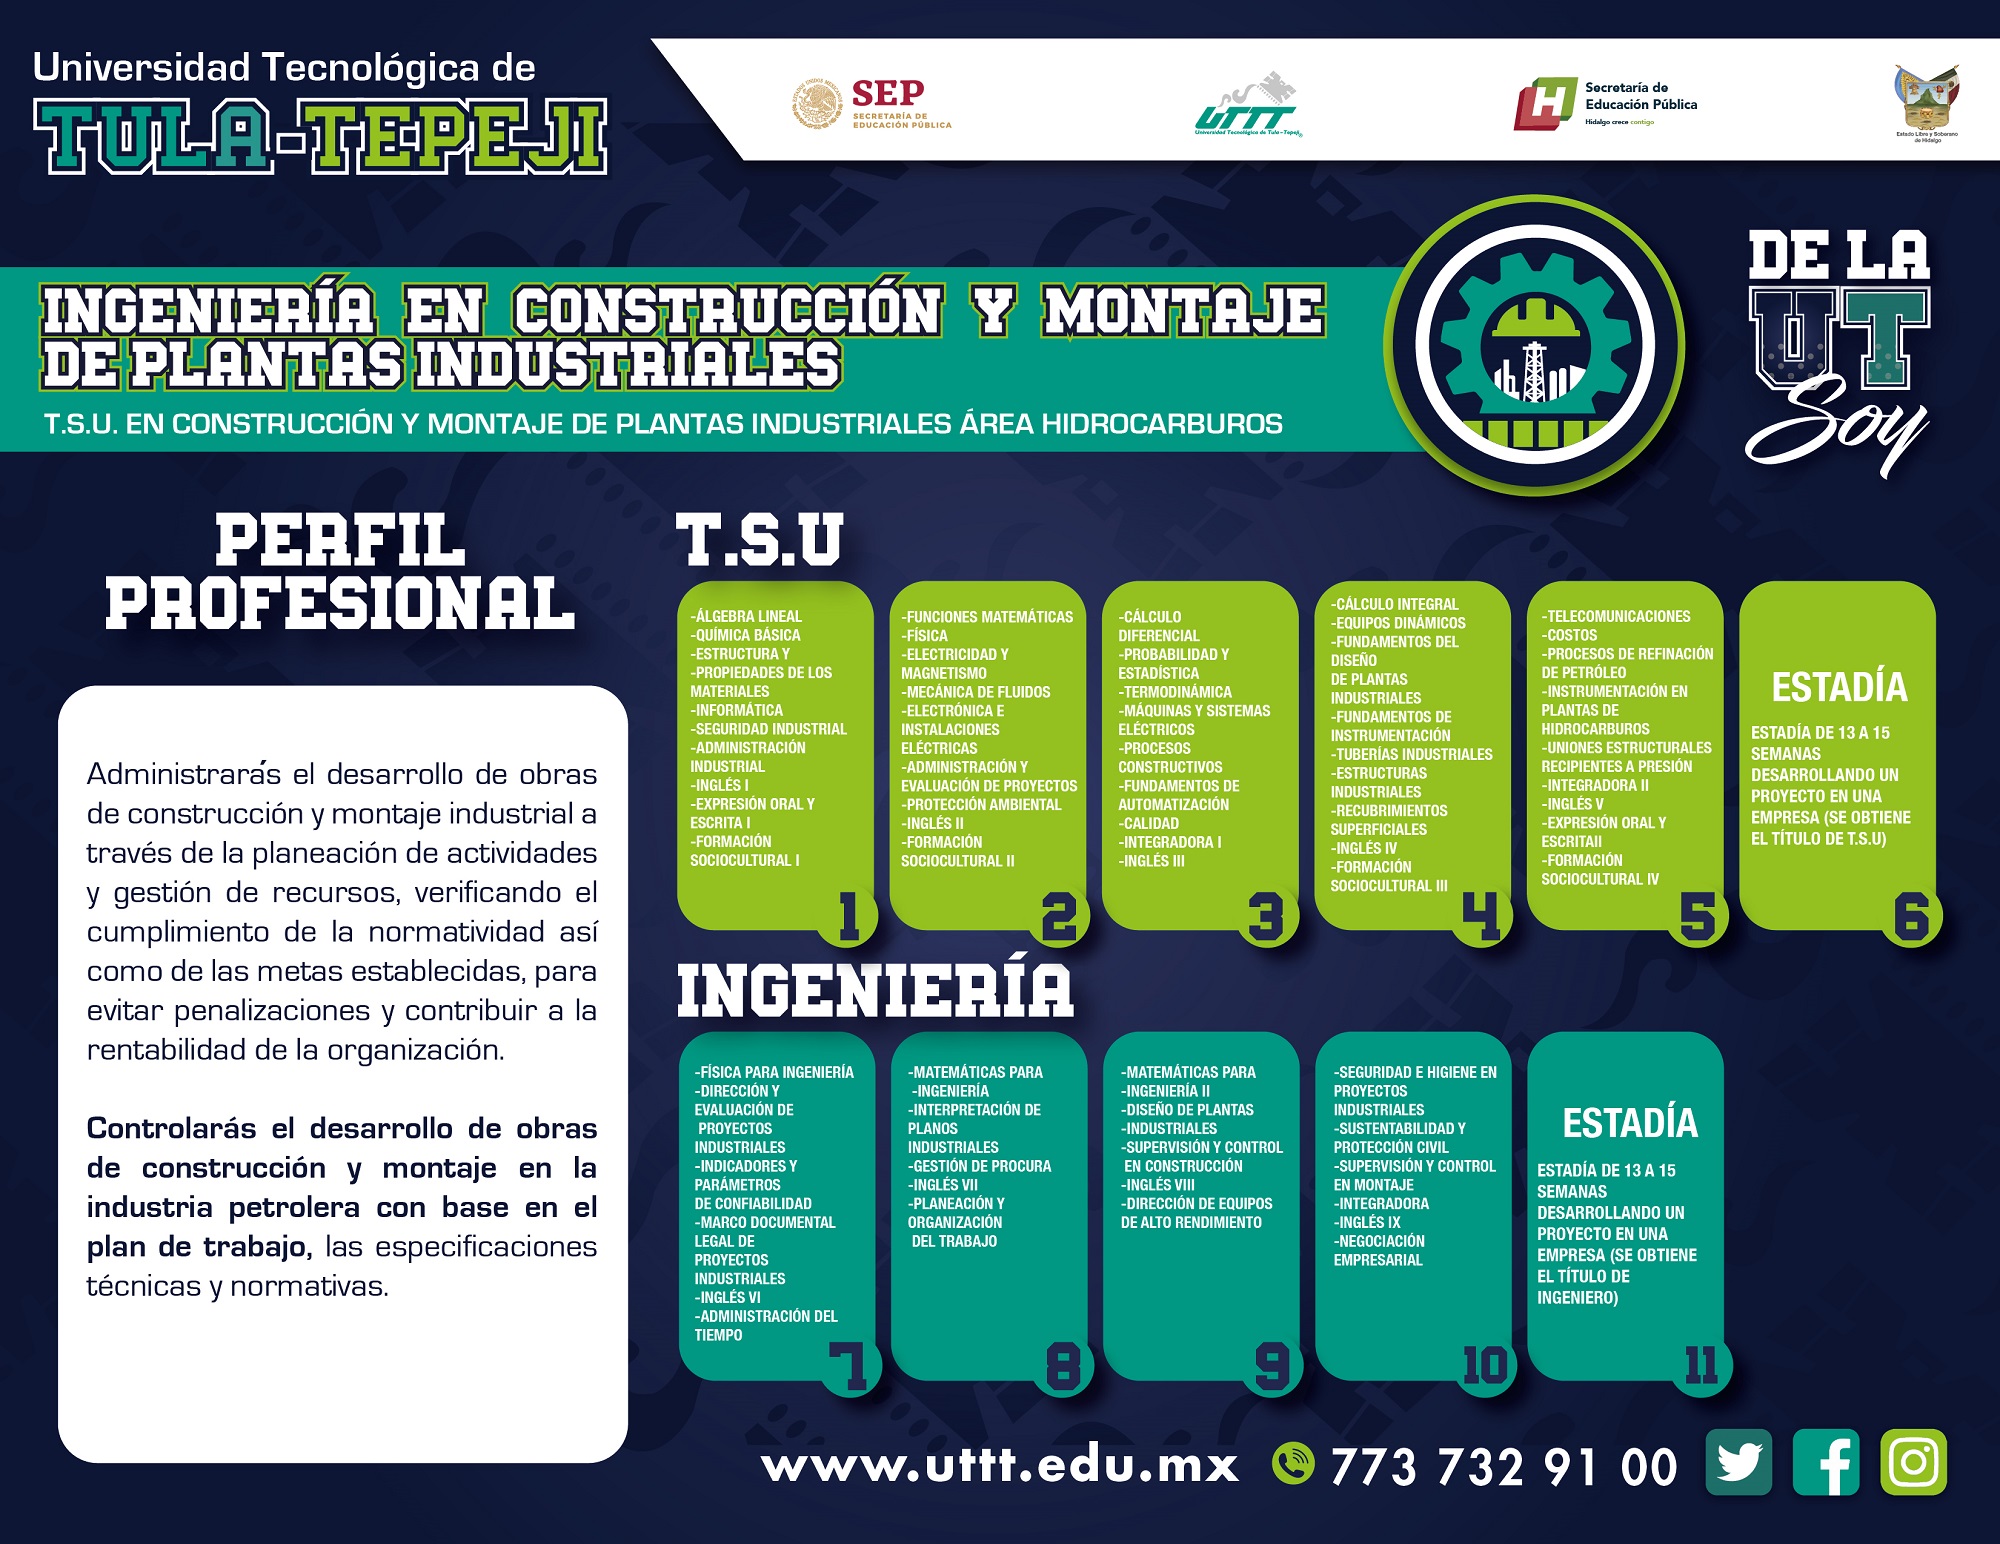 Universidad Tecnológica de
TULA-TEPEJI
SEP
SECRETARÍA DE
EDUCACIÓN PÚBLICA
UTTT
Universidad Tecnológica de Tula-Tepeji
H
Secretaría de
Educación Pública
Hidalgo crece contigo
Estado Libre y Soberano
de Hidalgo
INGENIERÍA EN CONSTRUCCIÓN Y MONTAJE
DE PLANTAS INDUSTRIALES
T.S.U. EN CONSTRUCCIÓN Y MONTAJE DE PLANTAS INDUSTRIALES ÁREA HIDROCARBUROS
DE LA
UT
Soy
PERFIL
PROFESIONAL
Administrarás el desarrollo de obras
de construcción y montaje industrial a
través de la planeación de actividades
y gestión de recursos, verificando el
cumplimiento de la normatividad así
como de las metas establecidas, para
evitar penalizaciones y contribuir a la
rentabilidad de la organización.
Controlarás el desarrollo de obras
de construcción y montaje en la
industria petrolera con base en el
plan de trabajo, las especificaciones
técnicas y normativas.
T.S.U
-ÁLGEBRA LINEAL
-QUÍMICA BÁSICA
-ESTRUCTURA Y
-PROPIEDADES DE LOS
MATERIALES
-INFORMÁTICA
-SEGURIDAD INDUSTRIAL
-ADMINISTRACIÓN
INDUSTRIAL
-INGLÉS I
-EXPRESIÓN ORAL Y
ESCRITA I
-FORMACIÓN
SOCIOCULTURAL I
1
-FUNCIONES MATEMÁTICAS
-FÍSICA
-ELECTRICIDAD Y
MAGNETISMO
-MECÁNICA DE FLUIDOS
-ELECTRÓNICA E
INSTALACIONES
ELÉCTRICAS
-ADMINISTRACIÓN Y
EVALUACIÓN DE PROYECTOS
-PROTECCIÓN AMBIENTAL
-INGLÉS II
-FORMACIÓN
SOCIOCULTURAL II
2
-CÁLCULO
DIFERENCIAL
-PROBABILIDAD Y
ESTADÍSTICA
-TERMODINÁMICA
-MÁQUINAS Y SISTEMAS
ELÉCTRICOS
-PROCESOS
CONSTRUCTIVOS
-FUNDAMENTOS DE
AUTOMATIZACIÓN
-CALIDAD
-INTEGRADORA I
-INGLÉS III
3
-CÁLCULO INTEGRAL
-EQUIPOS DINÁMICOS
-FUNDAMENTOS DEL
DISEÑO
DE PLANTAS
INDUSTRIALES
-FUNDAMENTOS DE
INSTRUMENTACIÓN
-TUBERÍAS INDUSTRIALES
-ESTRUCTURAS
INDUSTRIALES
-RECUBRIMIENTOS
SUPERFICIALES
-INGLÉS IV
-FORMACIÓN
SOCIOCULTURAL III
4
-TELECOMUNICACIONES
-COSTOS
-PROCESOS DE REFINACIÓN
DE PETRÓLEO
-INSTRUMENTACIÓN EN
PLANTAS DE
HIDROCARBUROS
-UNIONES ESTRUCTURALES
RECIPIENTES A PRESIÓN
-INTEGRADORA II
-INGLÉS V
-EXPRESIÓN ORAL Y
ESCRITAII
-FORMACIÓN
SOCIOCULTURAL IV
5
ESTADÍA
ESTADÍA DE 13 A 15
SEMANAS
DESARROLLANDO UN
PROYECTO EN UNA
EMPRESA (SE OBTIENE
EL TÍTULO DE T.S.U)
6
INGENIERÍA
-FÍSICA PARA INGENIERÍA
-DIRECCIÓN Y
EVALUACIÓN DE
PROYECTOS
INDUSTRIALES
-INDICADORES Y
PARÁMETROS
DE CONFIABILIDAD
-MARCO DOCUMENTAL
LEGAL DE
PROYECTOS
INDUSTRIALES
-INGLÉS VI
-ADMINISTRACIÓN DEL
TIEMPO
7
-MATEMÁTICAS PARA
-INGENIERÍA
-INTERPRETACIÓN DE
PLANOS
INDUSTRIALES
-GESTIÓN DE PROCURA
-INGLÉS VII
-PLANEACIÓN Y
ORGANIZACIÓN
DEL TRABAJO
8
-MATEMÁTICAS PARA
-INGENIERÍA II
-DISEÑO DE PLANTAS
-INDUSTRIALES
-SUPERVISIÓN Y CONTROL
EN CONSTRUCCIÓN
-INGLÉS VIII
-DIRECCIÓN DE EQUIPOS
DE ALTO RENDIMIENTO
9
-SEGURIDAD E HIGIENE EN
PROYECTOS
INDUSTRIALES
-SUSTENTABILIDAD Y
PROTECCIÓN CIVIL
-SUPERVISIÓN Y CONTROL
EN MONTAJE
-INTEGRADORA
-INGLÉS IX
-NEGOCIACIÓN
EMPRESARIAL
10
ESTADÍA
ESTADÍA DE 13 A 15
SEMANAS
DESARROLLANDO UN
PROYECTO EN UNA
EMPRESA (SE OBTIENE
EL TÍTULO DE
INGENIERO)
11
www.uttt.edu.mx
773 732 91 00